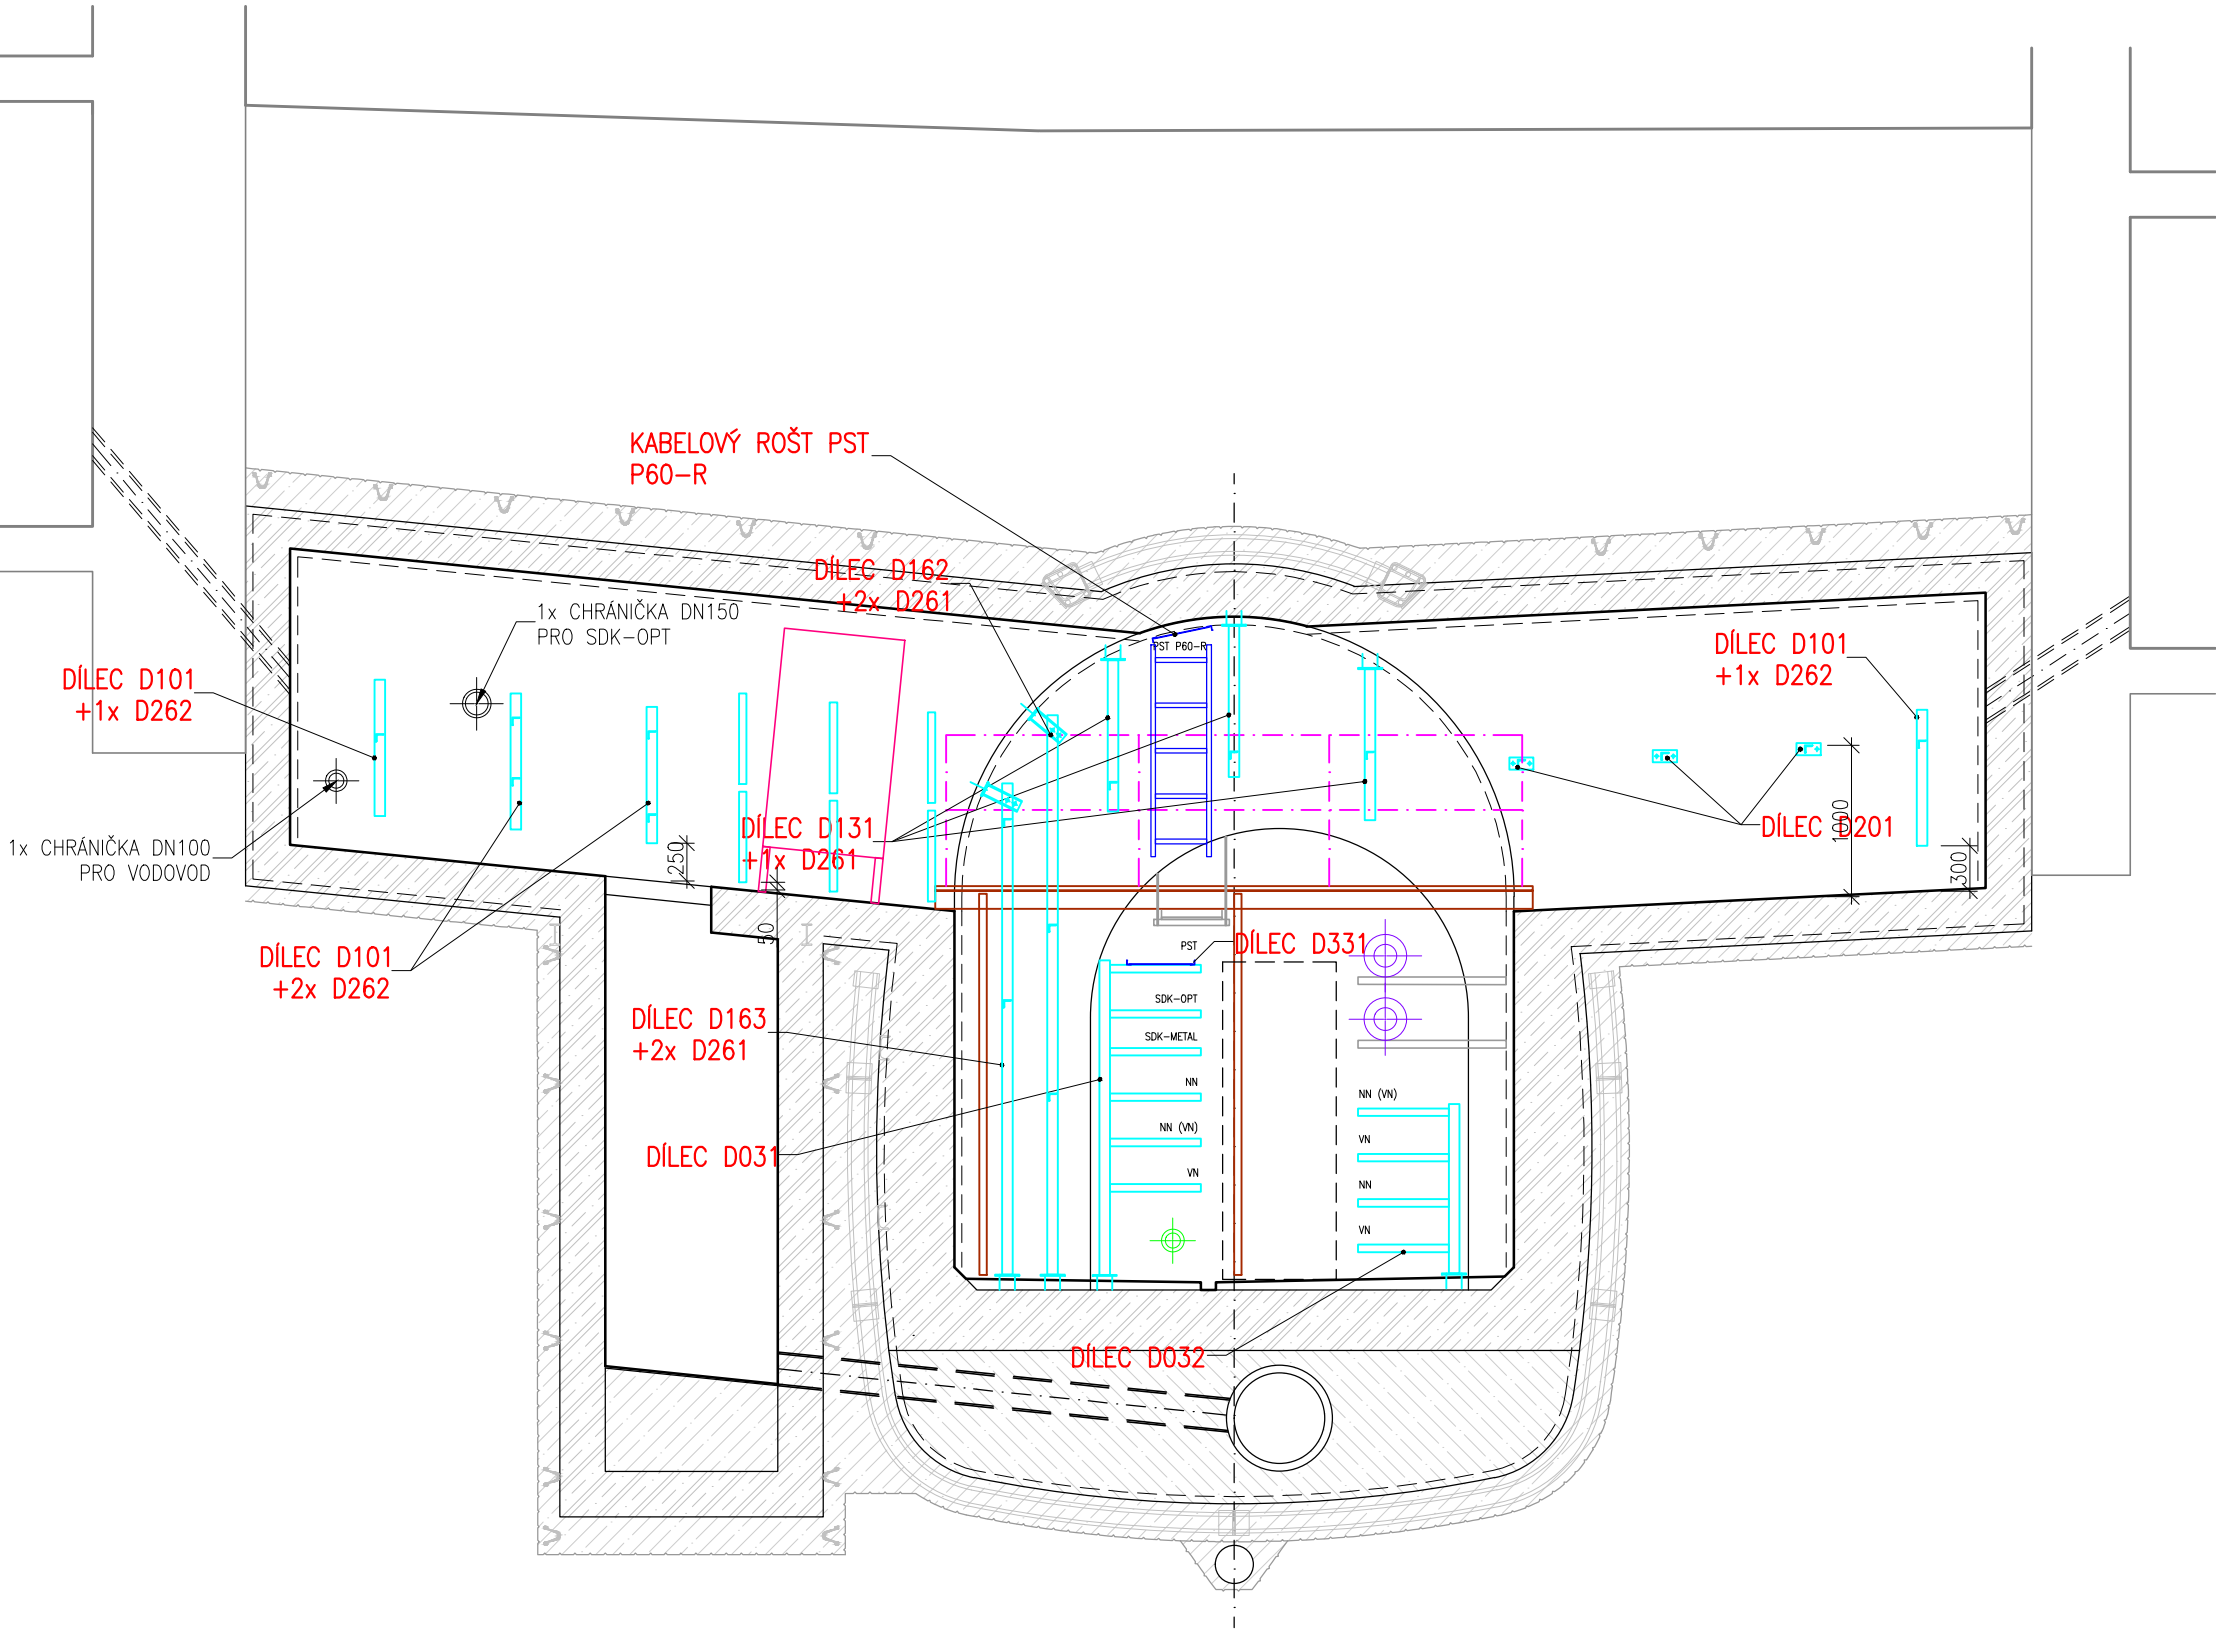 KABELOVÝ ROŠT PST
P60-R
DÍLEC D162
+2x D261
1x CHRÁNIČKA DN150
PRO SDK-OPT
PST P60-R
DÍLEC D101
+1x D262
DÍLEC D101
+1x D262
1x CHRÁNIČKA DN100
PRO VODOVOD
250
DÍLEC D131
+1x D261
DÍLEC D201
1000
300
50
DÍLEC D101
+2x D262
PST
DÍLEC D331
SDK-OPT
DÍLEC D163
+2x D261
SDK-METAL
NN
NN (VN)
NN (VN)
VN
DÍLEC D031
VN
NN
VN
DÍLEC D032